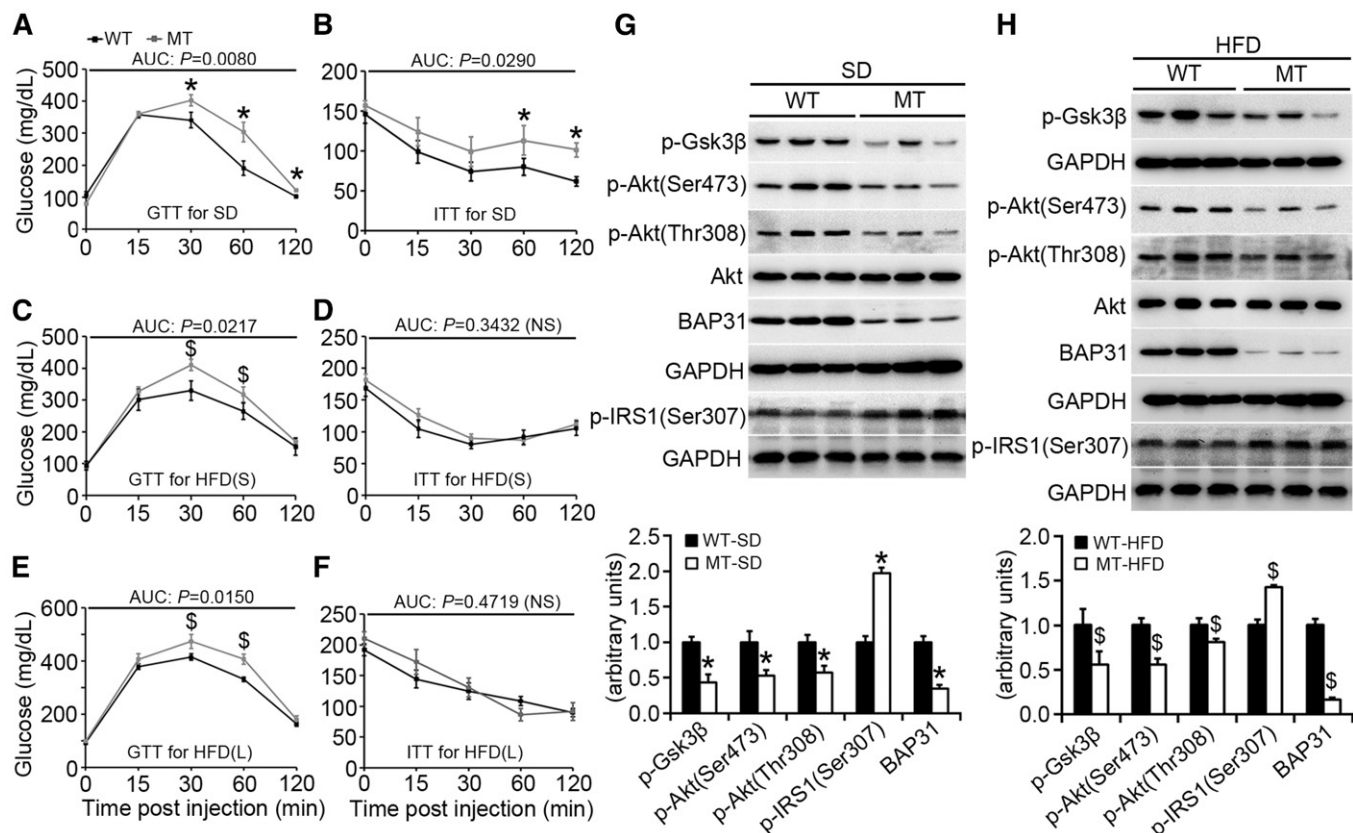 A
WT MT
AUC: P=0.0080
Glucose (mg/dL)
500
400
300
200
100
0
*
*
*
GTT for SD
0 15 30 60 120
B
AUC: P=0.0290
200
150
100
50
0
*
*
ITT for SD
0 15 30 60 120
C
AUC: P=0.0217
Glucose (mg/dL)
500
400
300
200
100
0
$
$
GTT for HFD(S)
0 15 30 60 120
D
AUC: P=0.3432 (NS)
250
200
150
100
50
0
ITT for HFD(S)
0 15 30 60 120
E
AUC: P=0.0150
Glucose (mg/dL)
600
400
200
0
$
$
GTT for HFD(L)
0 15 30 60 120
Time post injection (min)
F
AUC: P=0.4719 (NS)
250
200
150
100
50
0
ITT for HFD(L)
0 15 30 60 120
Time post injection (min)
G
SD
WT MT
p-Gsk3β
p-Akt(Ser473)
p-Akt(Thr308)
Akt
BAP31
GAPDH
p-IRS1(Ser307)
GAPDH
(arbitrary units)
2.5
2.0
1.5
1.0
0.5
0.0
WT-SD
MT-SD
*
*
*
*
*
p-Gsk3β
p-Akt(Ser473)
p-Akt(Thr308)
p-IRS1(Ser307)
BAP31
H
HFD
WT MT
p-Gsk3β
GAPDH
p-Akt(Ser473)
p-Akt(Thr308)
Akt
BAP31
GAPDH
p-IRS1(Ser307)
GAPDH
(arbitrary units)
2.0
1.5
1.0
0.5
0.0
WT-HFD
MT-HFD
$
$
$
$
$
p-Gsk3β
p-Akt(Ser473)
p-Akt(Thr308)
p-IRS1(Ser307)
BAP31